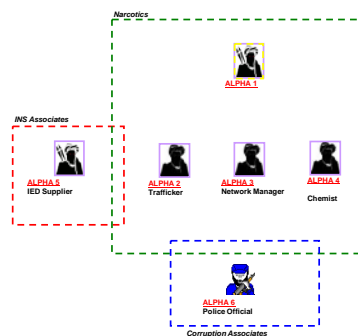 Narcotics
ALPHA 1
INS Associates
ALPHA 5
IED Supplier
ALPHA 2
Trafficker
ALPHA 3
Network Manager
ALPHA 4
Chemist
ALPHA 6
Police Official
Corruption Associates